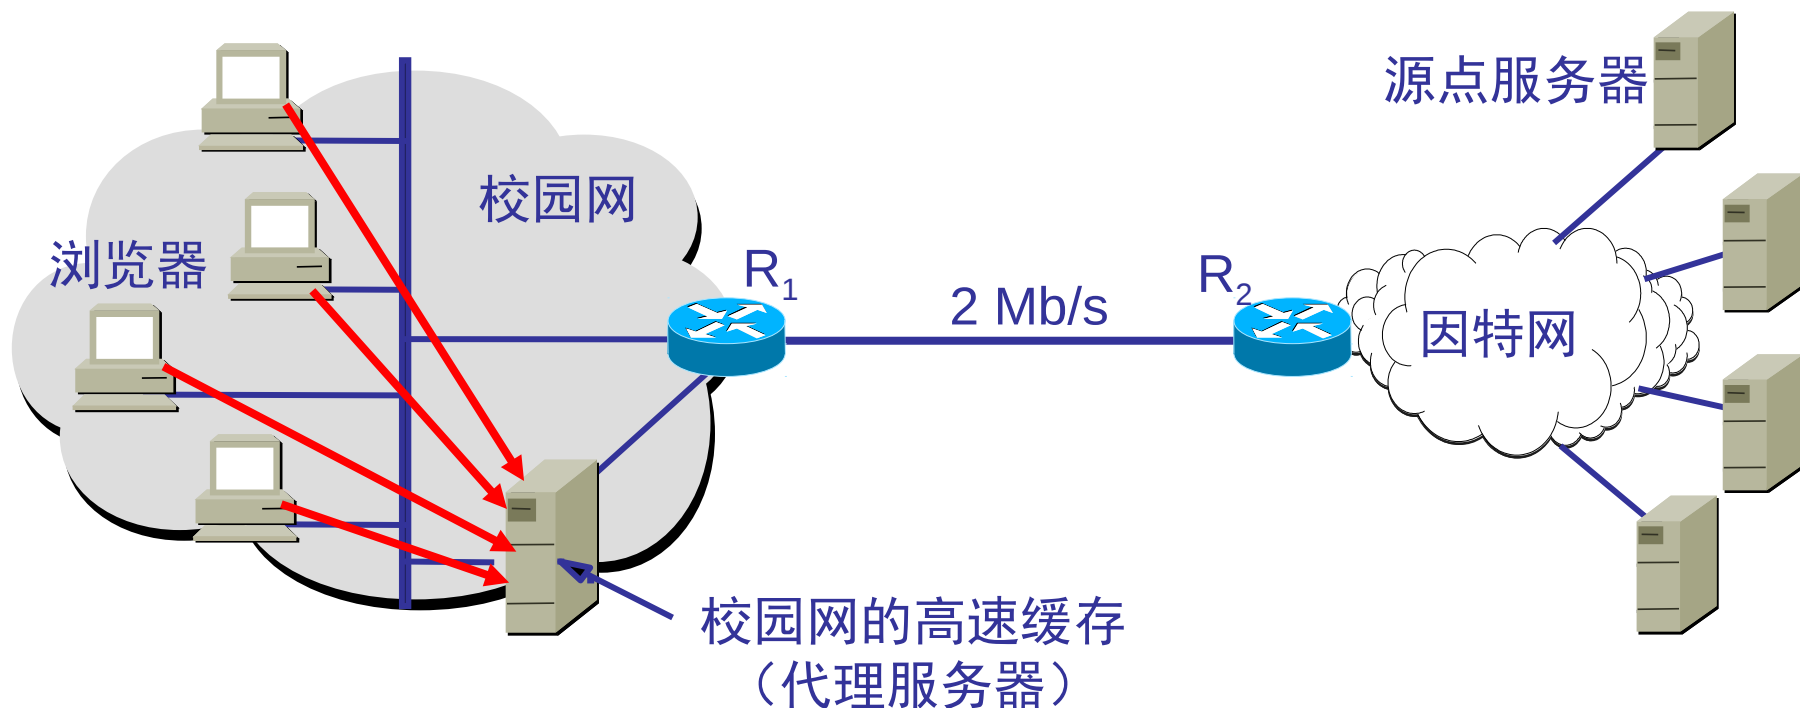 源点服务器
校园网
浏览器
R1
R2
2 Mb/s
因特网
校园网的高速缓存
（代理服务器）